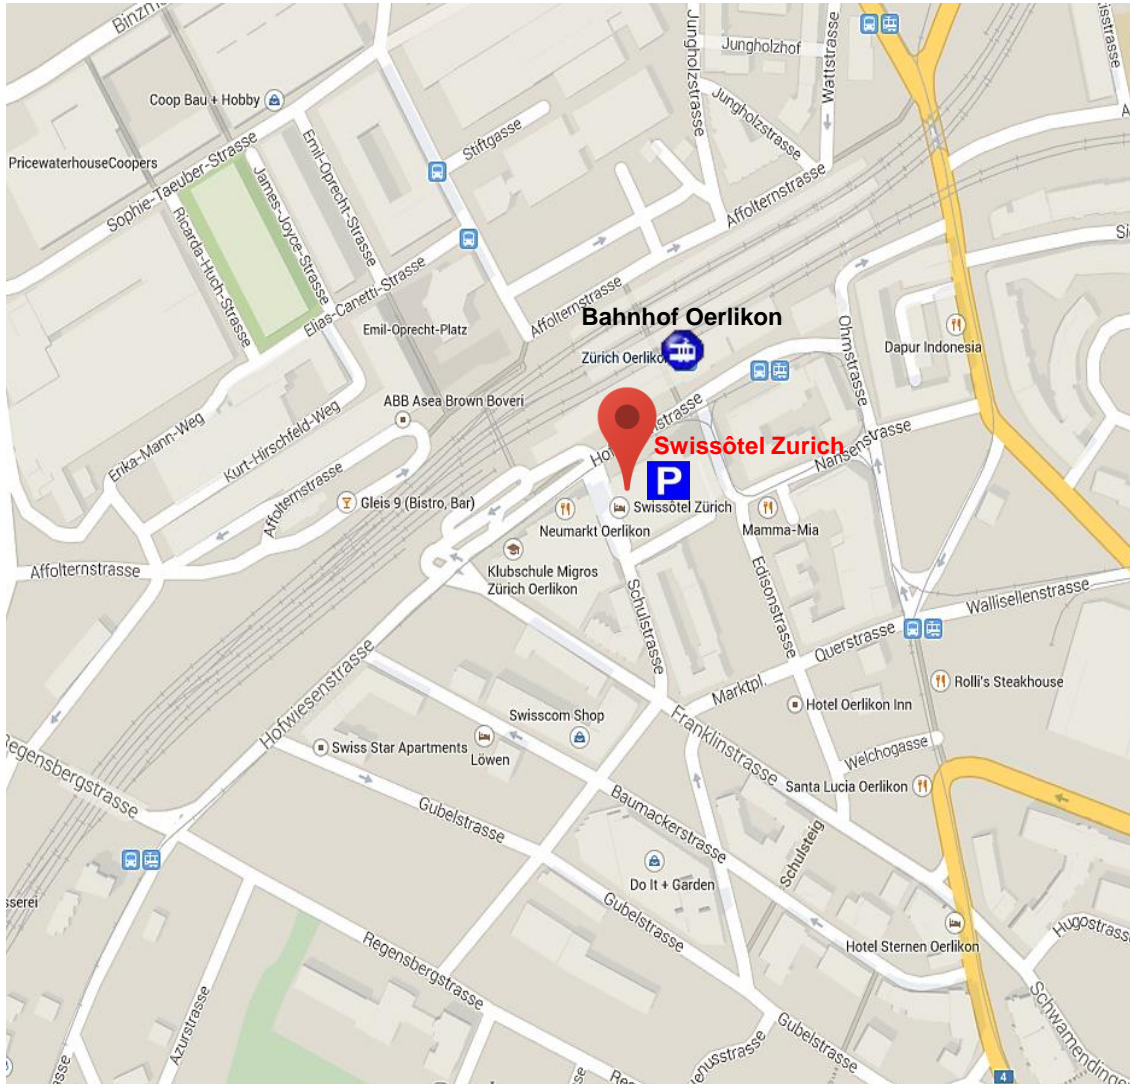 Binzm
Jungholzstrasse
Jungholzhof
Wattstrasse
Coop Bau + Hobby
Jungholzstrasse
PricewaterhouseCoopers
Sophie-Taeuber-Strasse
Emil-Oprecht-Strasse
Stiftgasse
James-Joyce-Strasse
Ricarda-Huch-Strasse
Affolternstrasse
Elias-Canetti-Strasse
Affolternstrasse
Emil-Oprecht-Platz
Bahnhof Oerlikon
Zürich Oerliko
Ohmstrasse
Dapur Indonesia
ABB Asea Brown Boveri
Erika-Mann-Weg
Kurt-Hirschfeld-Weg
Swissôtel Zurich
P
Nansenstrasse
Affolternstrasse
Gleis 9 (Bistro, Bar)
Swissôtel Zürich
Neumarkt Oerlikon
Mamma-Mia
Klubschule Migros
Zürich Oerlikon
Affolternstrasse
Schulstrasse
Edisonstrasse
Wallisellenstrasse
Querstrasse
Marktpl.
Hofwiesenstrasse
Rolli's Steakhouse
Hotel Oerlikon Inn
Swisscom Shop
Franklinstrasse
Swiss Star Apartments
Löwen
Welchogasse
Regensbergstrasse
Santa Lucia Oerlikon
Gubelstrasse
Baumackerstrasse
Schulsteig
Do It + Garden
sserei
Gubelstrasse
Hugostrasse
Hotel Sternen Oerlikon
Regensbergstrasse
Azurstrasse
Schwamendinge
Gubelstrasse
enusstrasse
4